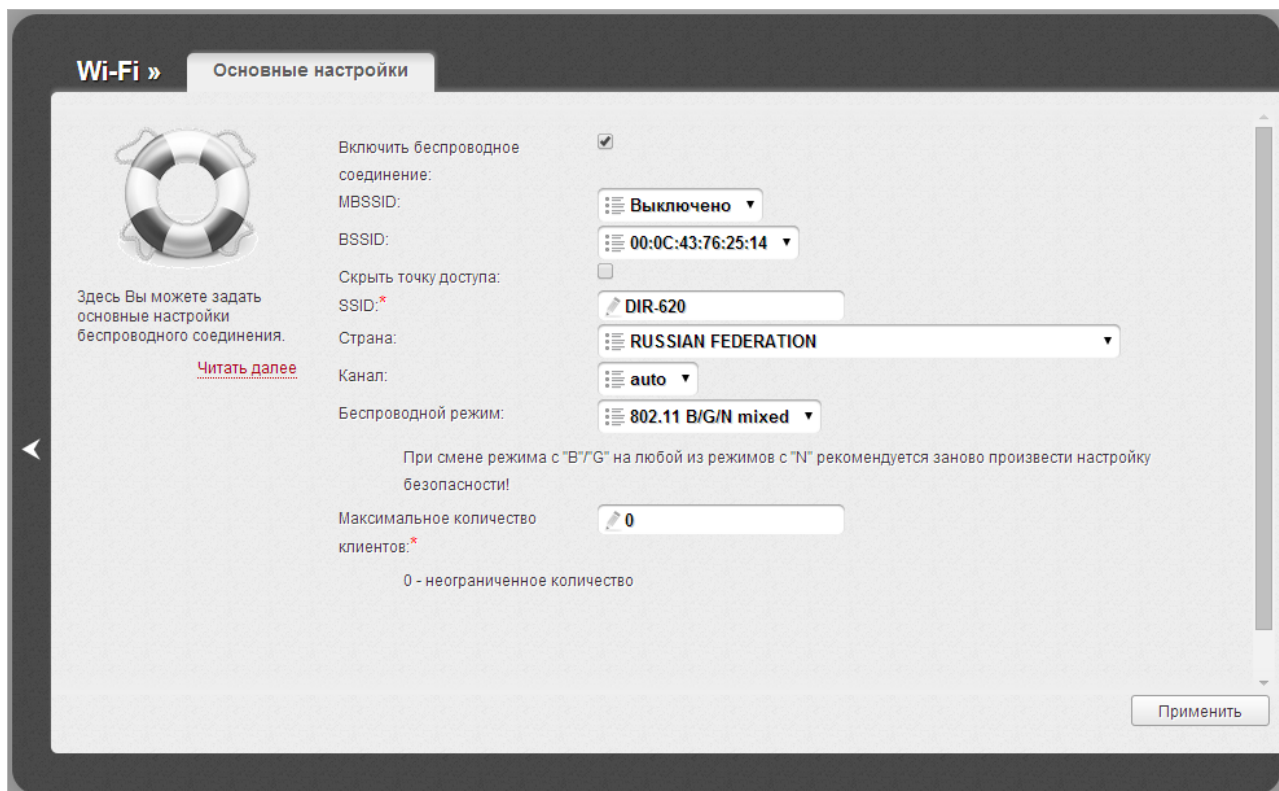 Wi-Fi »
Основные настройки
Здесь Вы можете задать
основные настройки
беспроводного соединения.
Читать далее
Включить беспроводное
соединение:
MBSSID:
Выключено
BSSID:
00:0C:43:76:25:14
Скрыть точку доступа:
SSID:*
DIR-620
Страна:
RUSSIAN FEDERATION
Канал:
auto
Беспроводной режим:
802.11 B/G/N mixed
При смене режима с "B"/"G" на любой из режимов с "N" рекомендуется заново произвести настройку
безопасности!
Максимальное количество
клиентов:*
0
0 - неограниченное количество
Применить